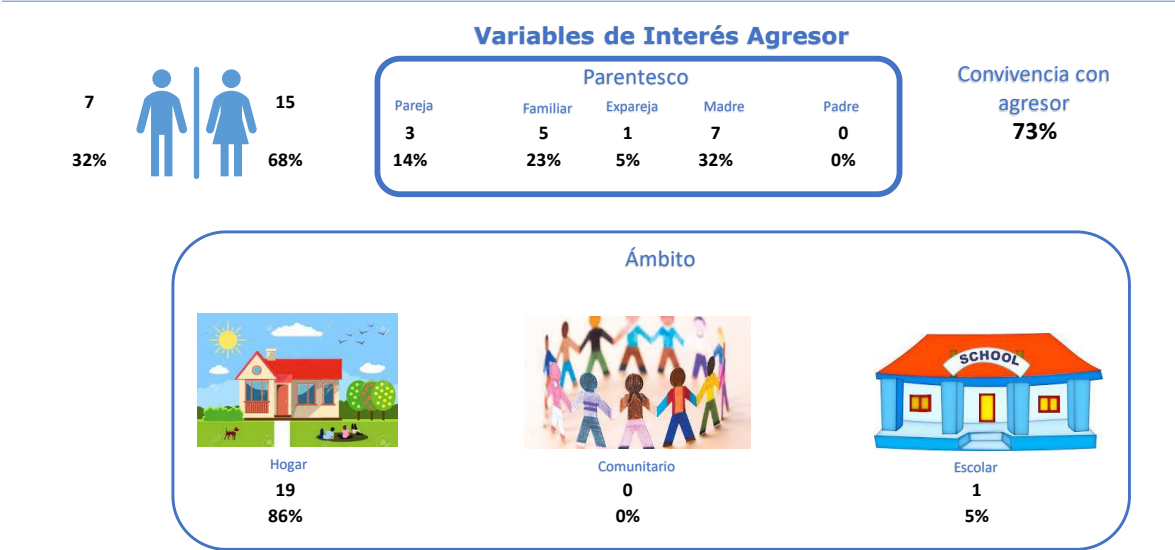 Variables de Interés Agresor
7
15
32%
68%
Parentesco
Pareja Familiar Expareja Madre Padre
3 5 1 7 0
14% 23% 5% 32% 0%
Convivencia con
agresor
73%
Ámbito
SCHOOL
Hogar Comunitario Escolar
19 0 1
86% 0% 5%